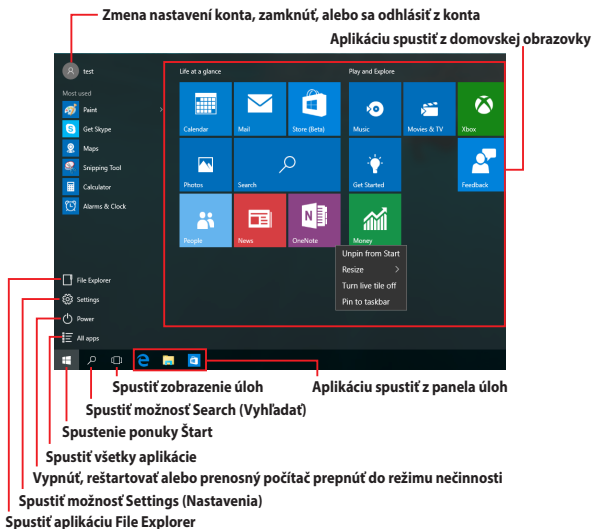 Zmena nastavení konta, zamknúť, alebo sa odhlásiť z konta
Aplikáciu spustiť z domovskej obrazovky
test
Most used
Paint
Get Skype
Maps
Snipping Tool
Calculator
Alarms & Clock
File Explorer
Settings
Power
All apps
Life at a glance
Play and Explore
Calendar
Mail
Store (Beta)
Music
Movies & TV
Xbox
Photos
Search
Get Started
Feedback
People
News
OneNote
Money
Unpin from Start
Resize
Turn live tile off
Pin to taskbar
Spustiť zobrazenie úloh
Aplikáciu spustiť z panela úloh
Spustiť možnosť Search (Vyhľadať)
Spustenie ponuky Štart
Spustiť všetky aplikácie
Vypnúť, reštartovať alebo prenosný počítač prepnúť do režimu nečinnosti
Spustiť možnosť Settings (Nastavenia)
Spustiť aplikáciu File Explorer